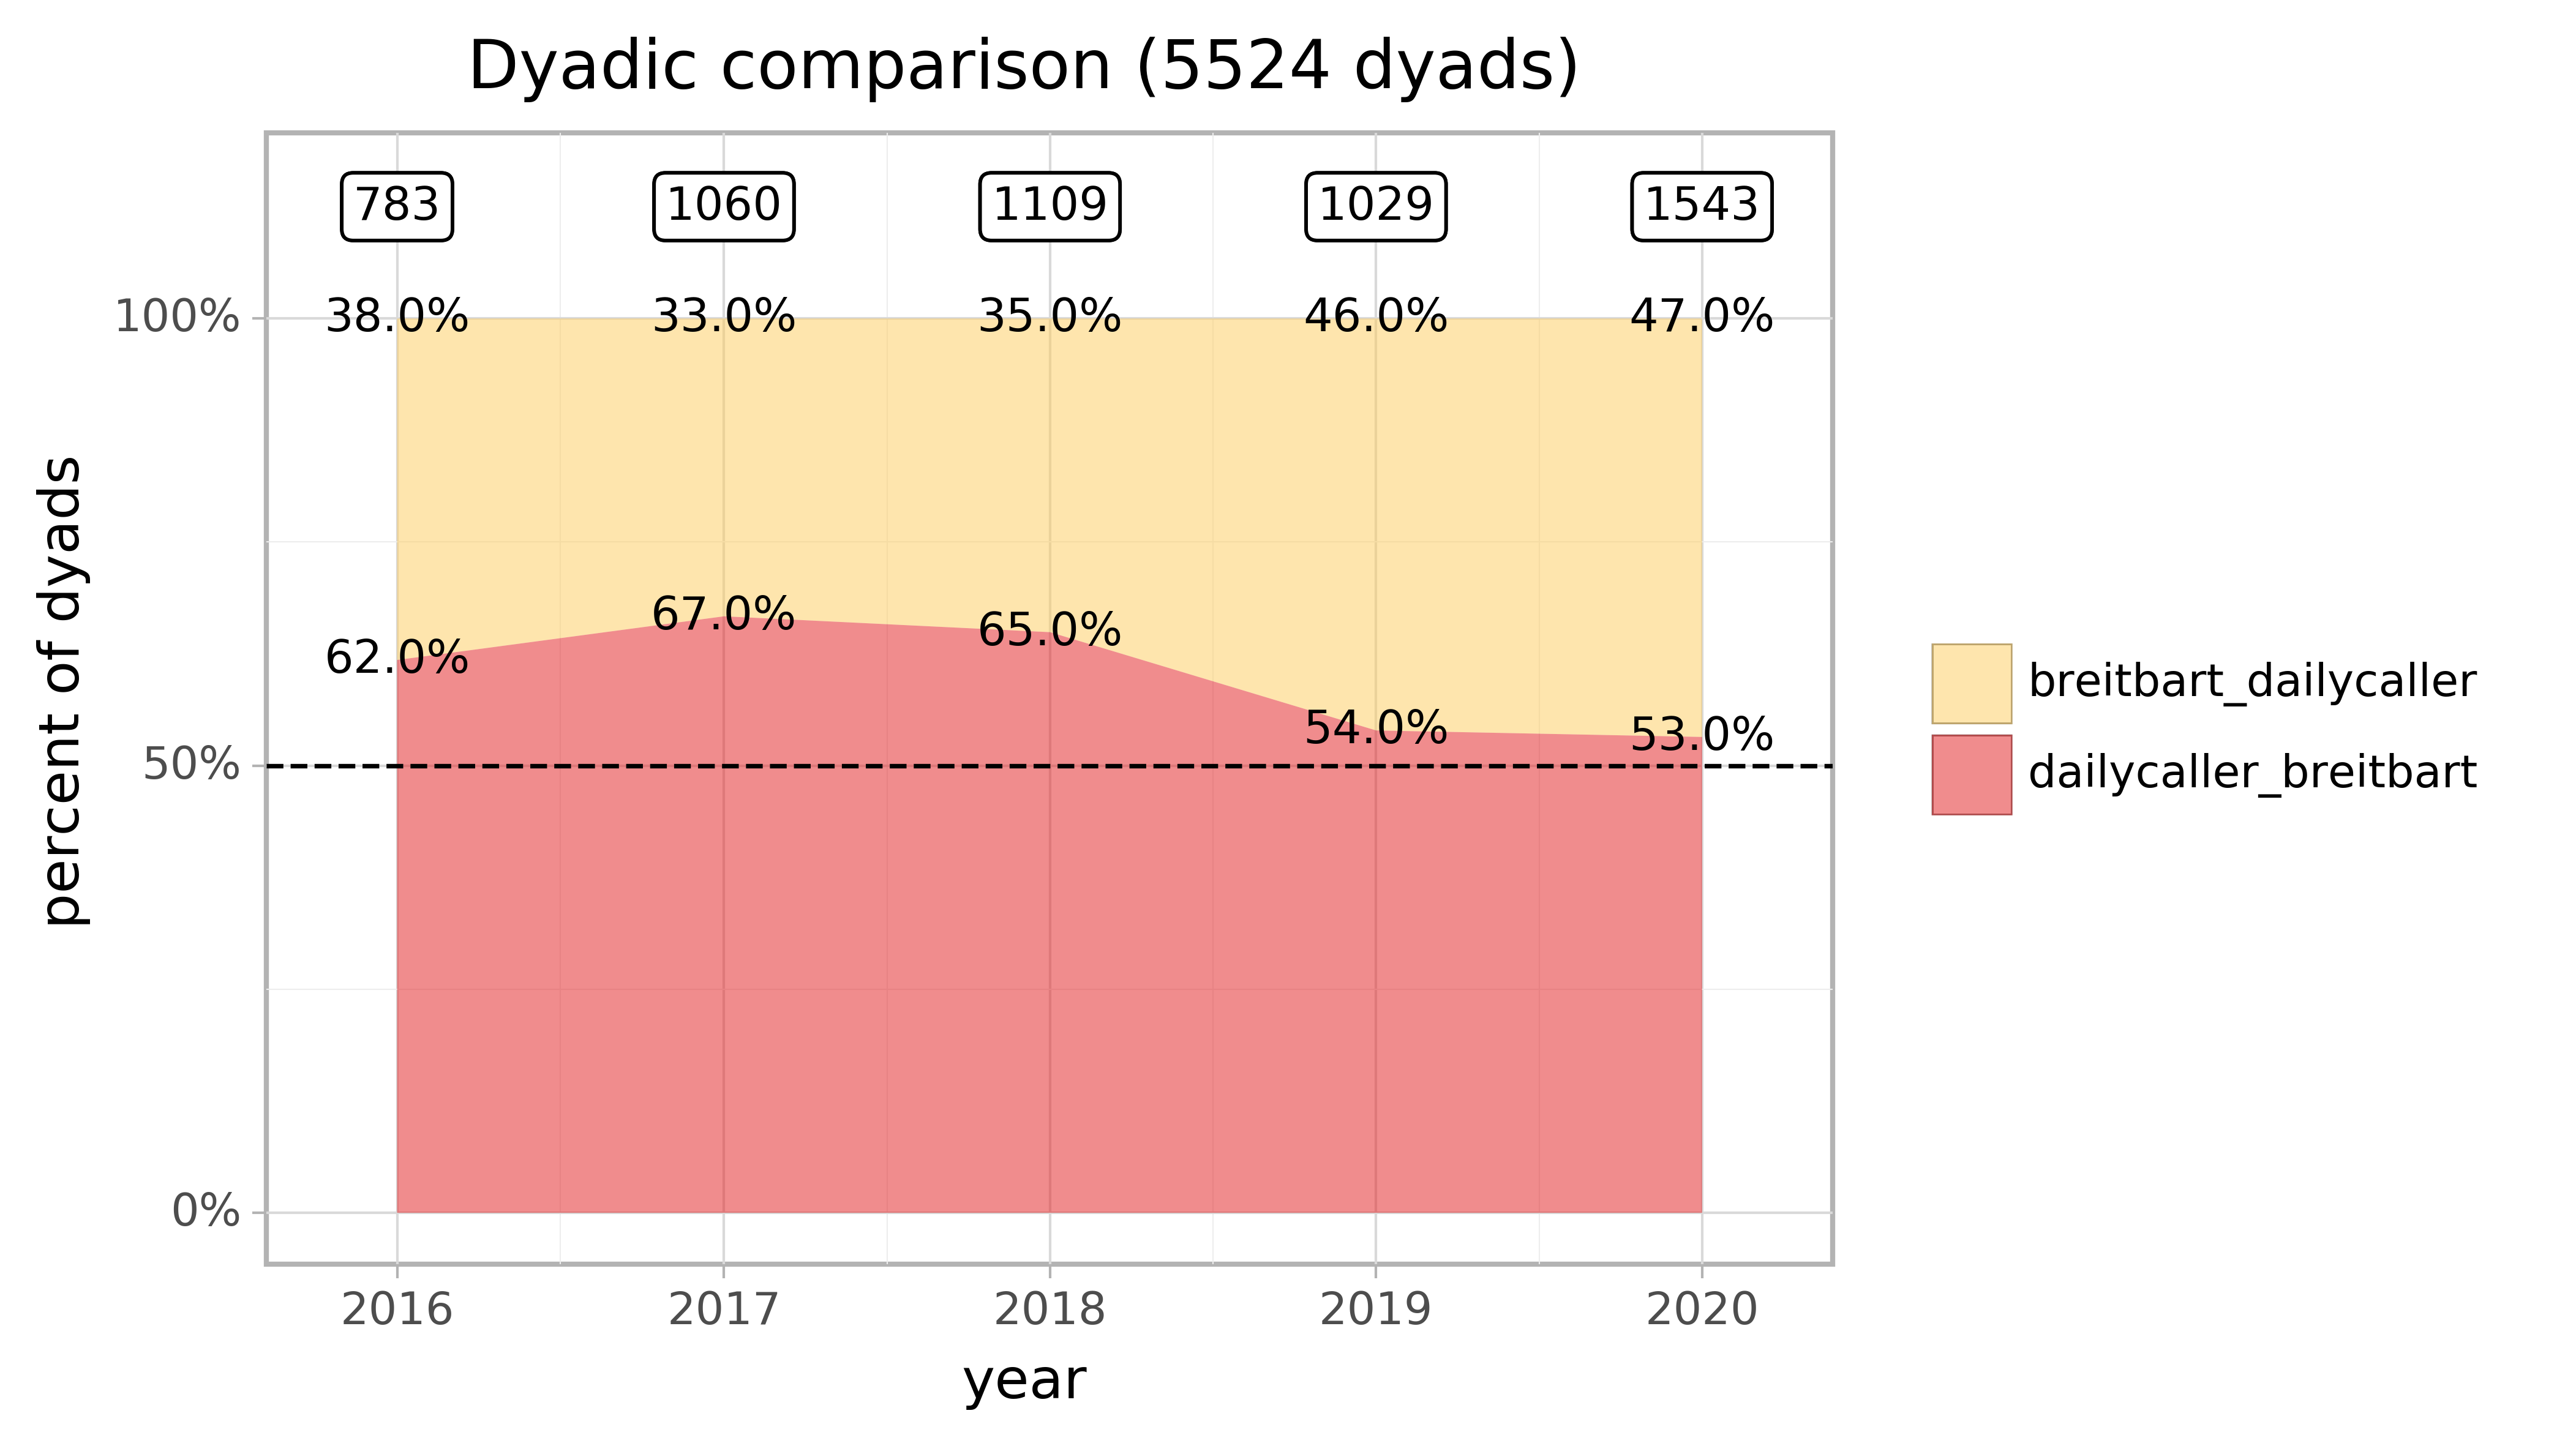 Dyadic comparison (5524 dyads)
783 1060 1109 1029 1543
100% 38.0% 33.0% 35.0% 46.0% 47.0%
67.0% 65.0%
62.0%
54.0% 53.0%
50%
0%
2016 2017 2018 2019 2020
year
percent of dyads
breitbart_dailycaller
dailycaller_breitbart